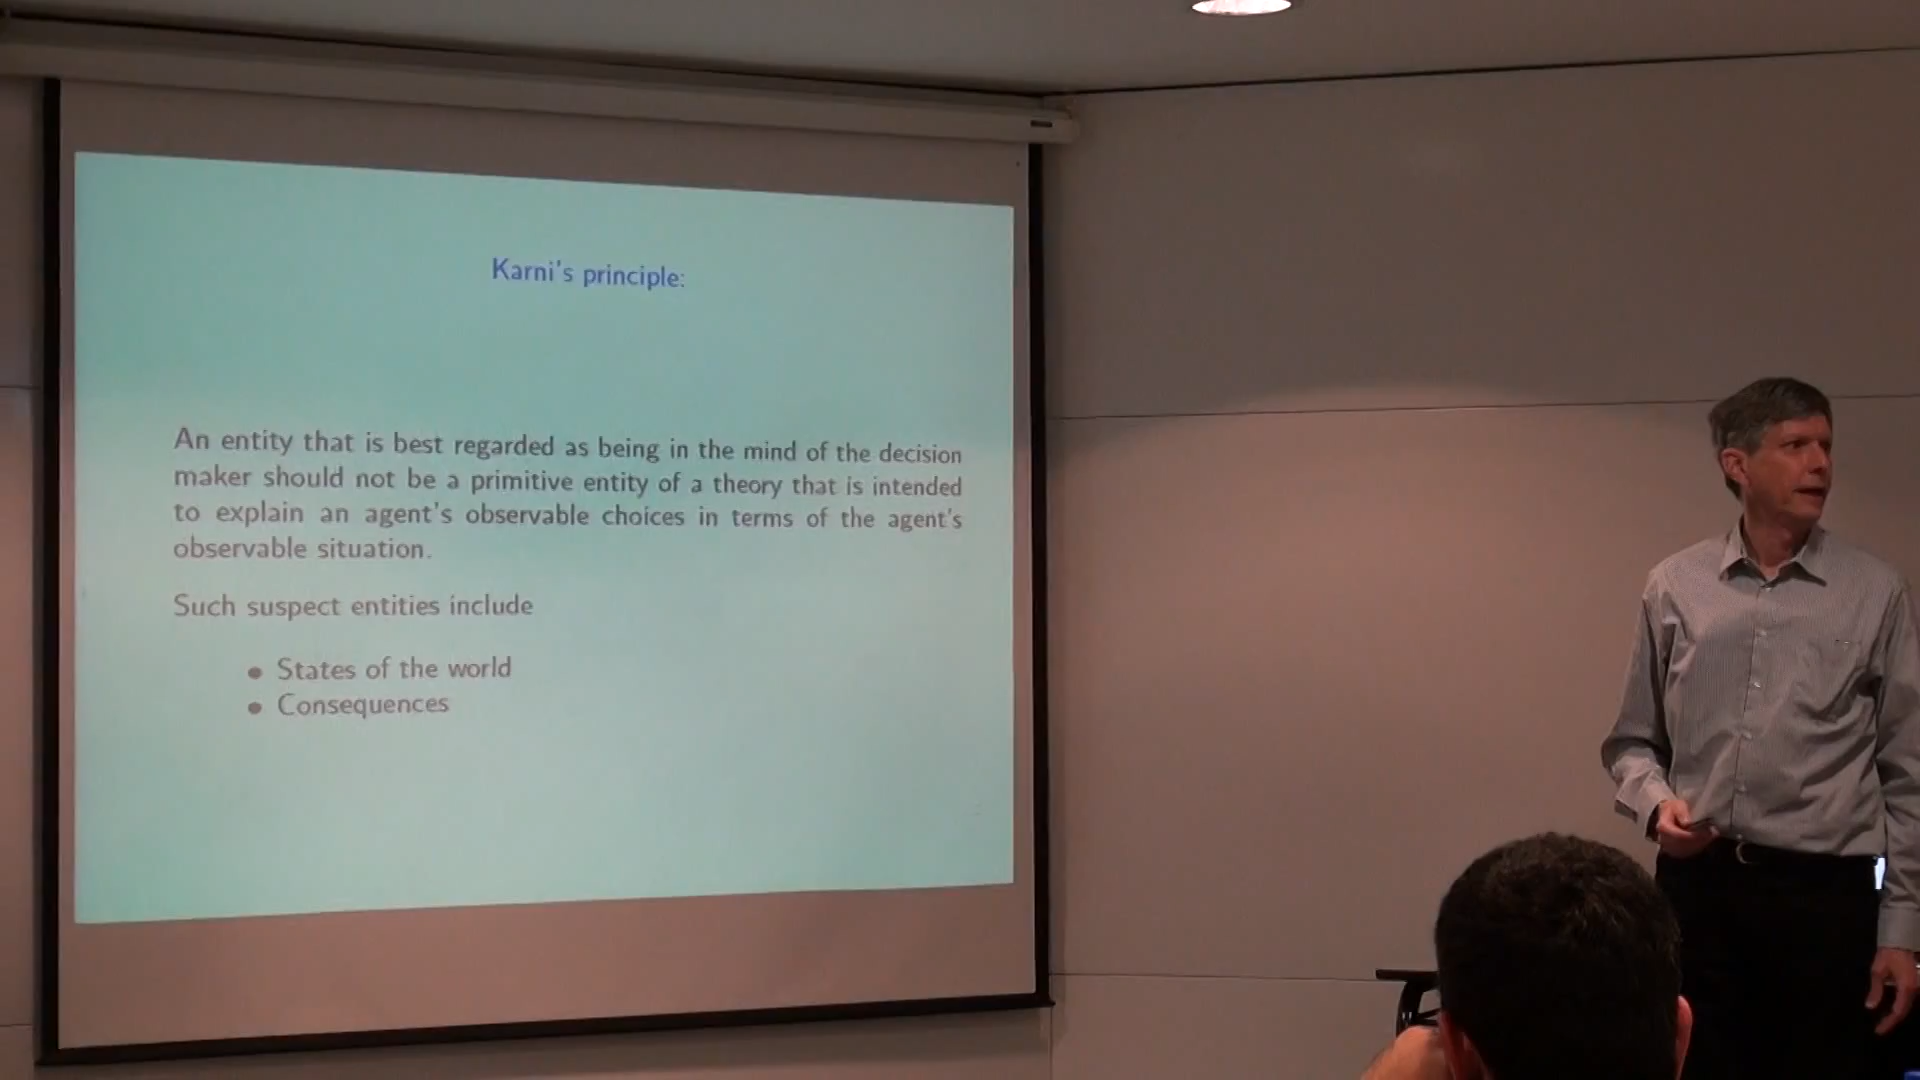 Karni's principle:
An entity that is best regarded as being in the mind of the decision
maker should not be a primitive entity of a theory that is intended
to explain an agent's observable choices in terms of the agent's
observable situation.
Such suspect entities include
• States of the world
• Consequences